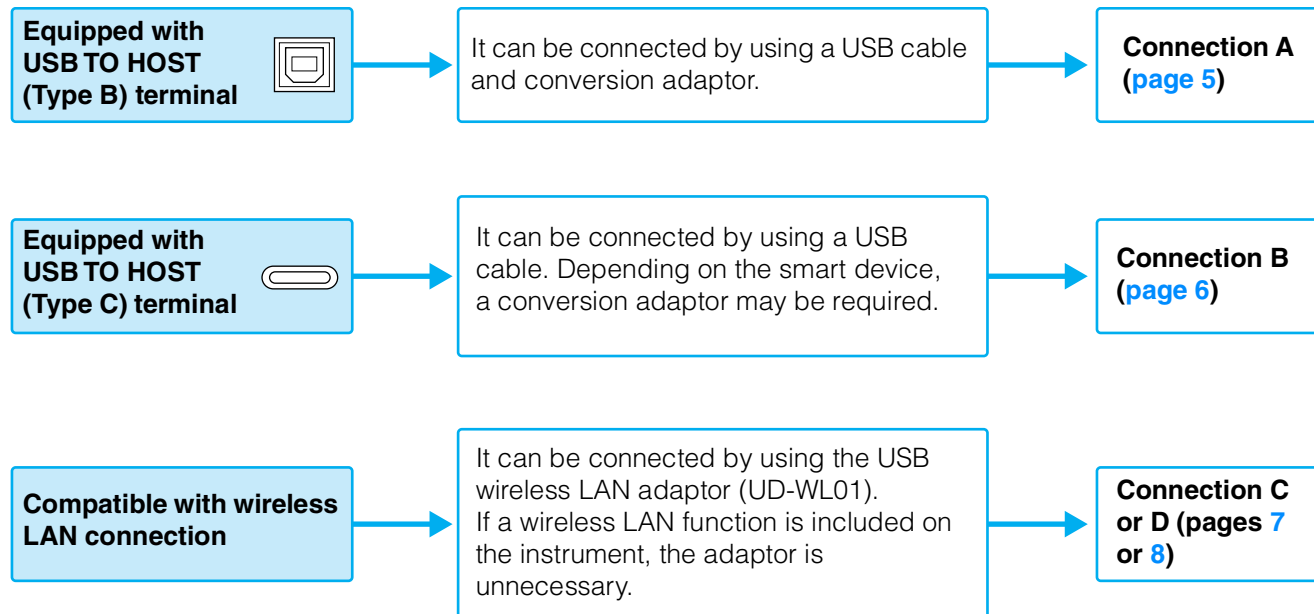 Equipped with
USB TO HOST
(Type B) terminal
It can be connected by using a USB cable
and conversion adaptor.
Connection A
(page 5)
Equipped with
USB TO HOST
(Type C) terminal
It can be connected by using a USB
cable. Depending on the smart device,
a conversion adaptor may be required.
Connection B
(page 6)
Compatible with wireless
LAN connection
It can be connected by using the USB
wireless LAN adaptor (UD-WL01).
If a wireless LAN function is included on
the instrument, the adaptor is
unnecessary.
Connection C
or D (pages 7
or 8)